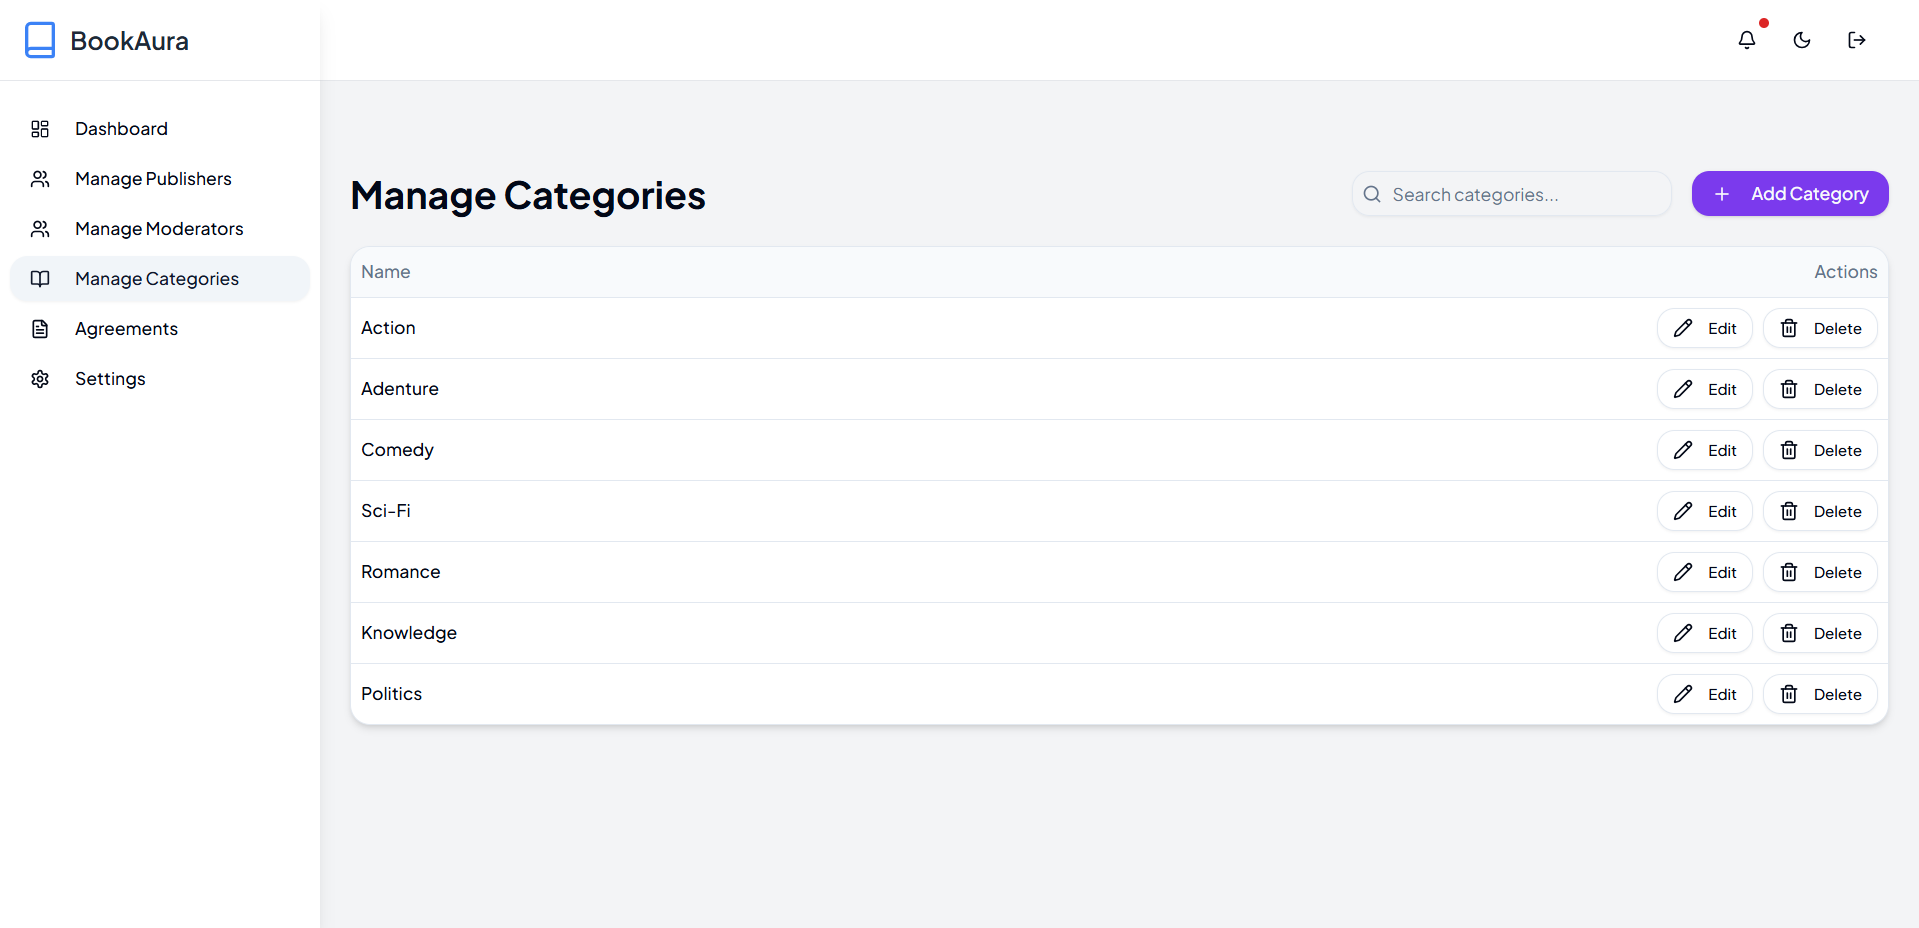 BookAura
Dashboard
Manage Publishers
Manage Moderators
Manage Categories
Agreements
Settings
Manage Categories
Search categories...
Add Category
Name Actions
Action Edit Delete
Adenture Edit Delete
Comedy Edit Delete
Sci-Fi Edit Delete
Romance Edit Delete
Knowledge Edit Delete
Politics Edit Delete